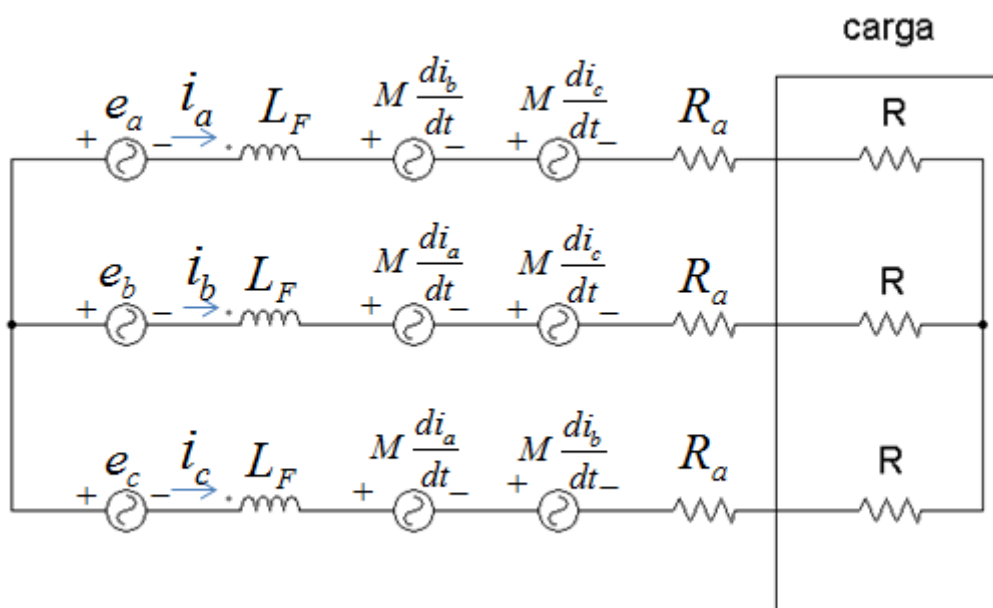 carga
e_a i_a L_F M di_b/dt M di_c/dt R_a R
+ − + − + −
e_b i_b L_F M di_a/dt M di_c/dt R_a R
+ − + − + −
e_c i_c L_F M di_a/dt M di_b/dt R_a R
+ − + − + −